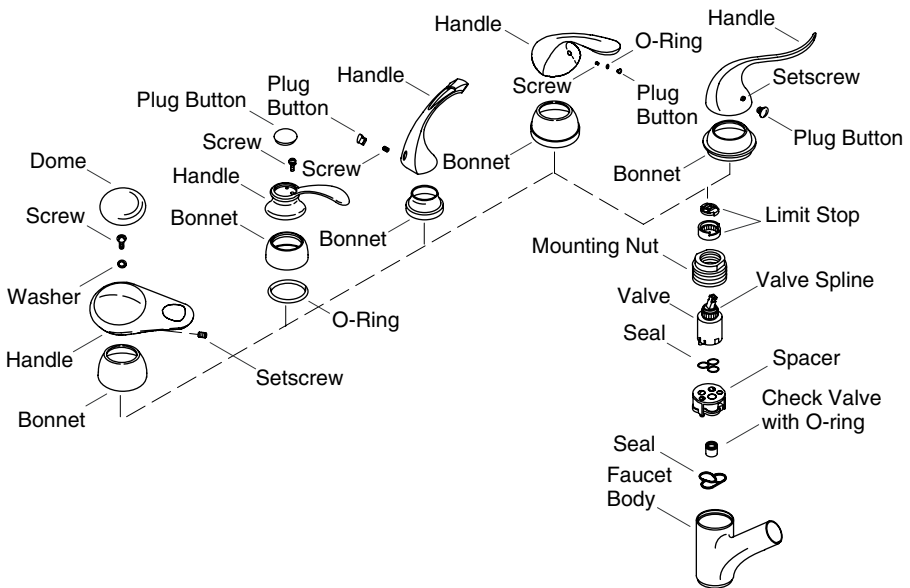 Handle
Handle
O-Ring
Handle
Screw
Plug
Button
Setscrew
Plug
Button
Plug Button
Plug Button
Screw
Screw
Bonnet
Bonnet
Dome
Handle
Screw
Bonnet
Bonnet
Limit Stop
Mounting Nut
Washer
O-Ring
Valve
Valve Spline
Handle
Setscrew
Seal
Spacer
Bonnet
Check Valve
with O-ring
Seal
Faucet
Body